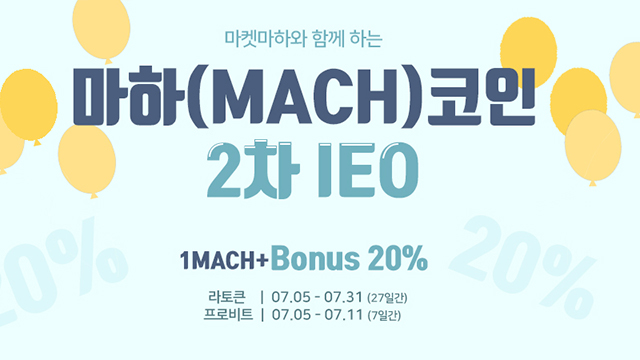 마켓마하와 함께 하는
마하(MACH)코인
2차 IEO
20%
20%
1MACH+Bonus 20%
라토큰 | 07.05 - 07.31 (27일간)
프로비트 | 07.05 - 07.11 (7일간)